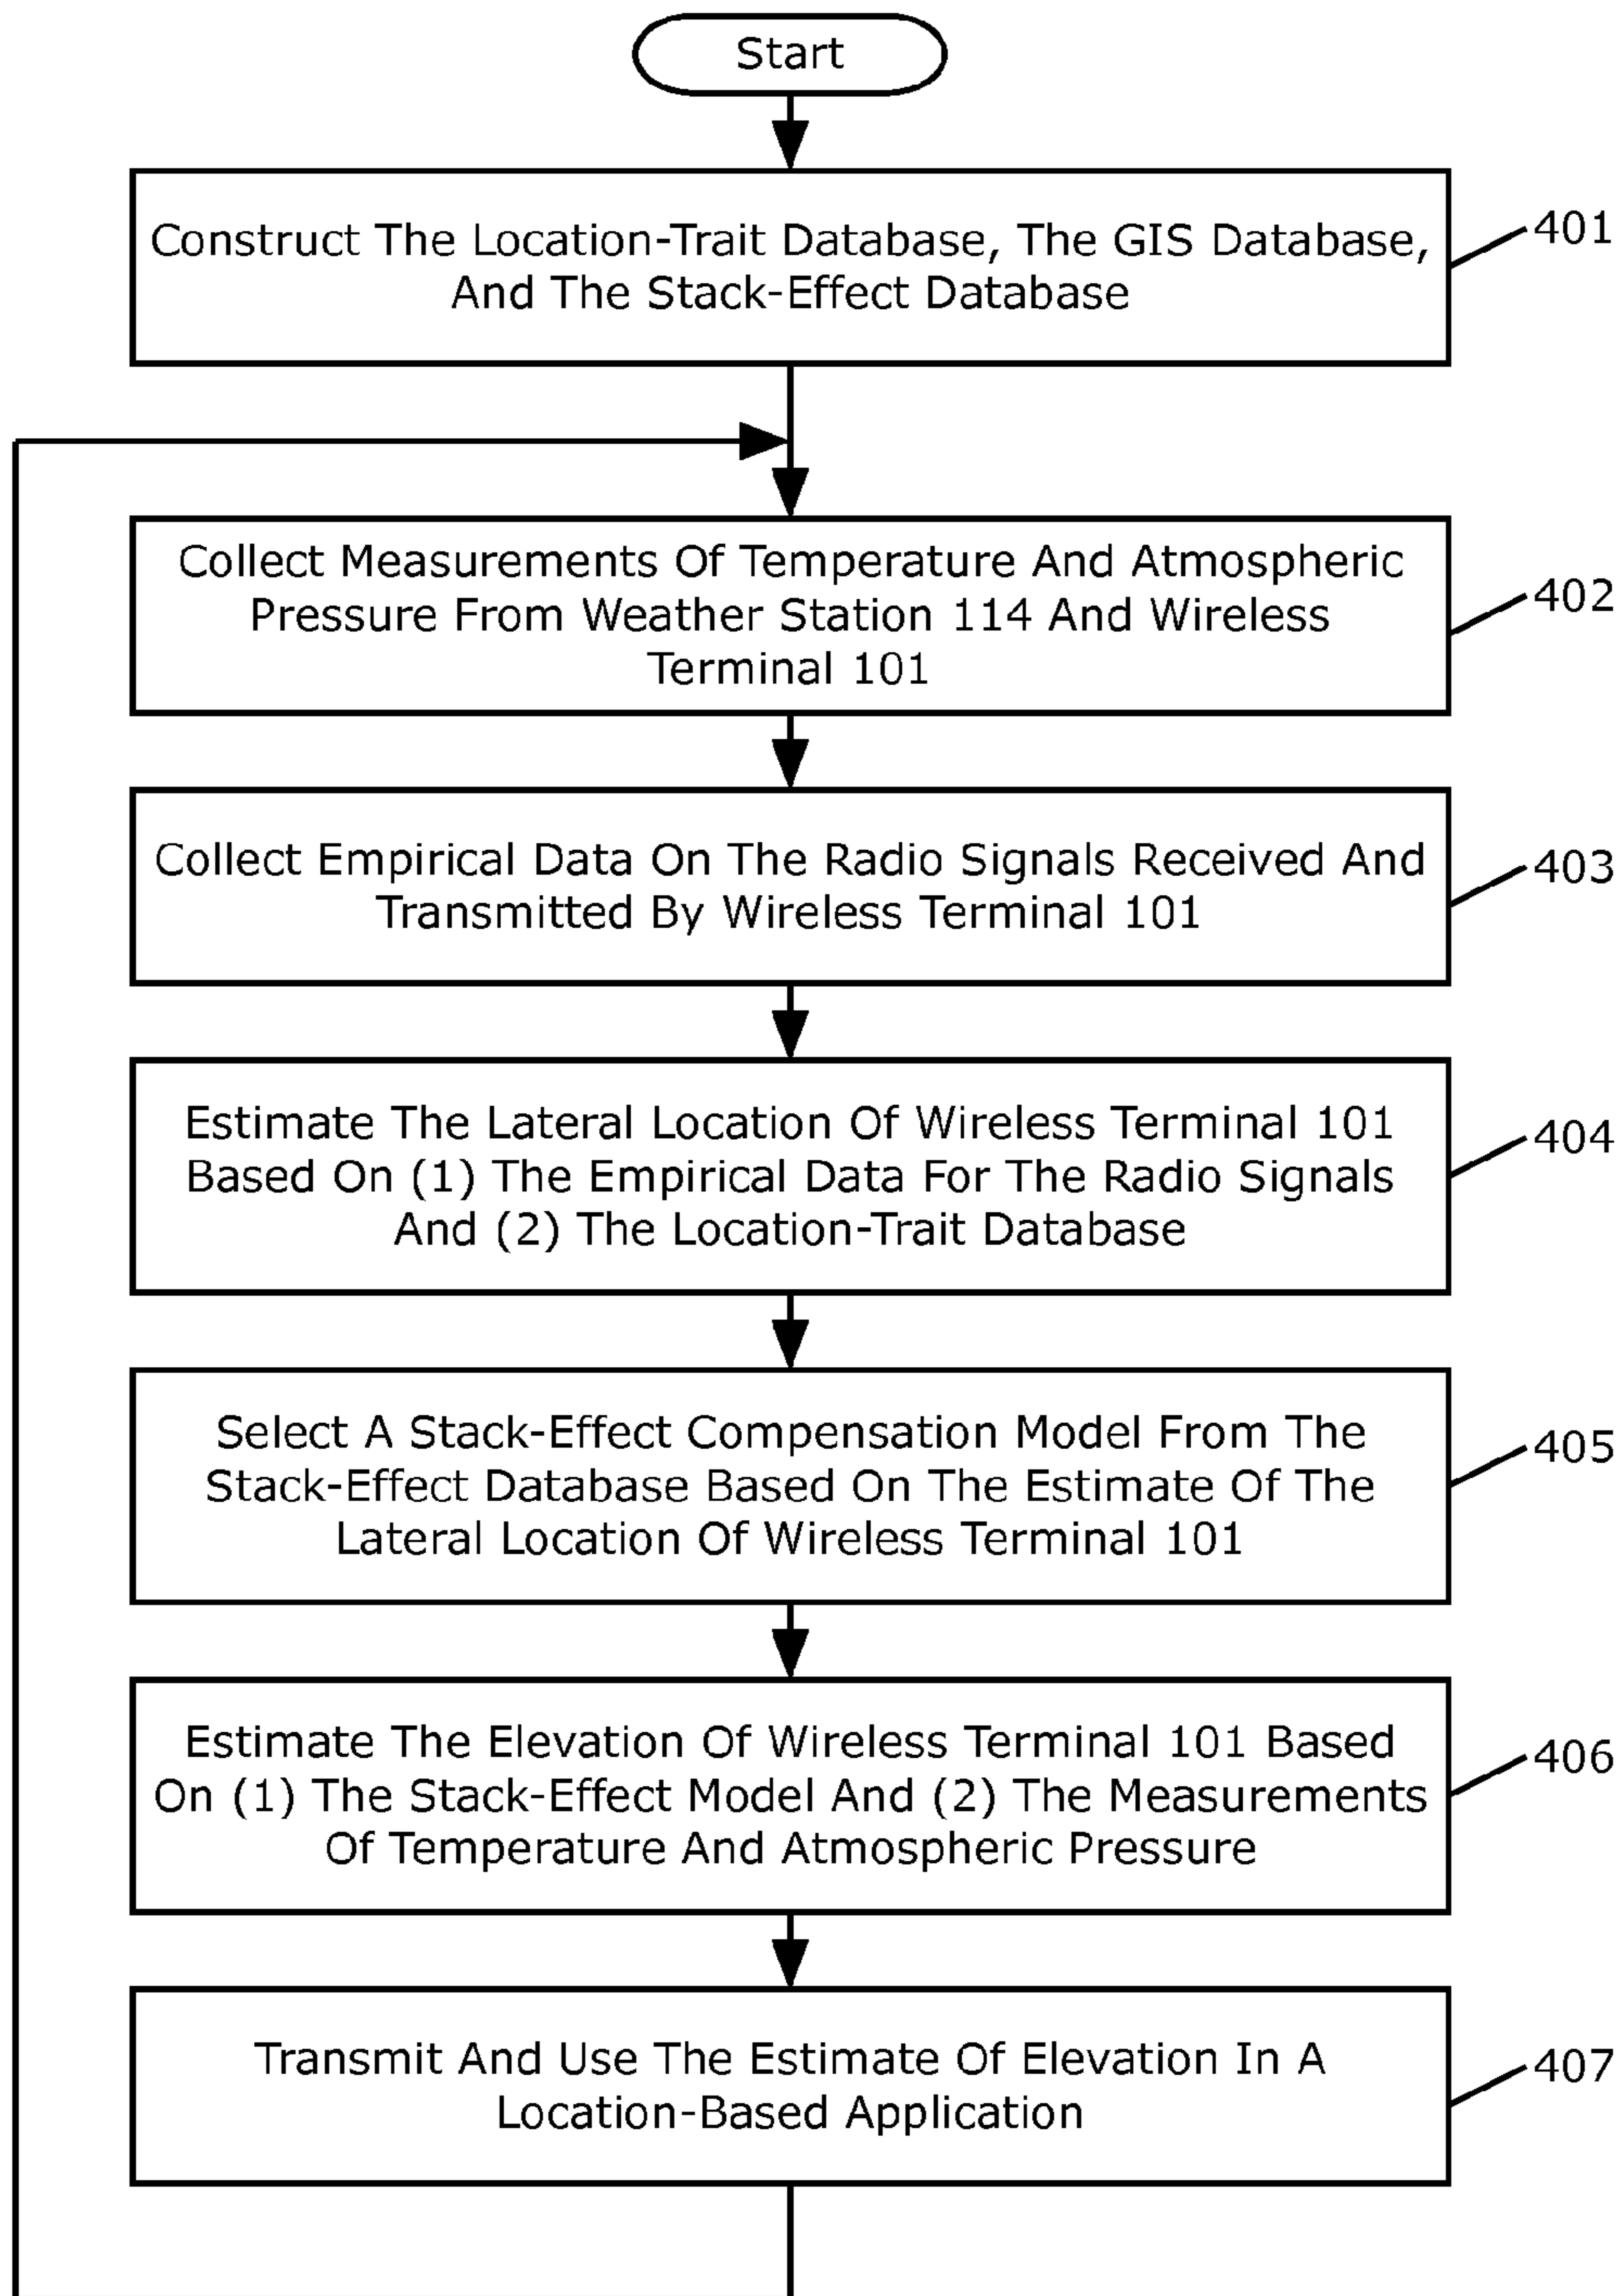 Start
Construct The Location-Trait Database, The GIS Database,
And The Stack-Effect Database
401
Collect Measurements Of Temperature And Atmospheric
Pressure From Weather Station 114 And Wireless
Terminal 101
402
Collect Empirical Data On The Radio Signals Received And
Transmitted By Wireless Terminal 101
403
Estimate The Lateral Location Of Wireless Terminal 101
Based On (1) The Empirical Data For The Radio Signals
And (2) The Location-Trait Database
404
Select A Stack-Effect Compensation Model From The
Stack-Effect Database Based On The Estimate Of The
Lateral Location Of Wireless Terminal 101
405
Estimate The Elevation Of Wireless Terminal 101 Based
On (1) The Stack-Effect Model And (2) The Measurements
Of Temperature And Atmospheric Pressure
406
Transmit And Use The Estimate Of Elevation In A
Location-Based Application
407